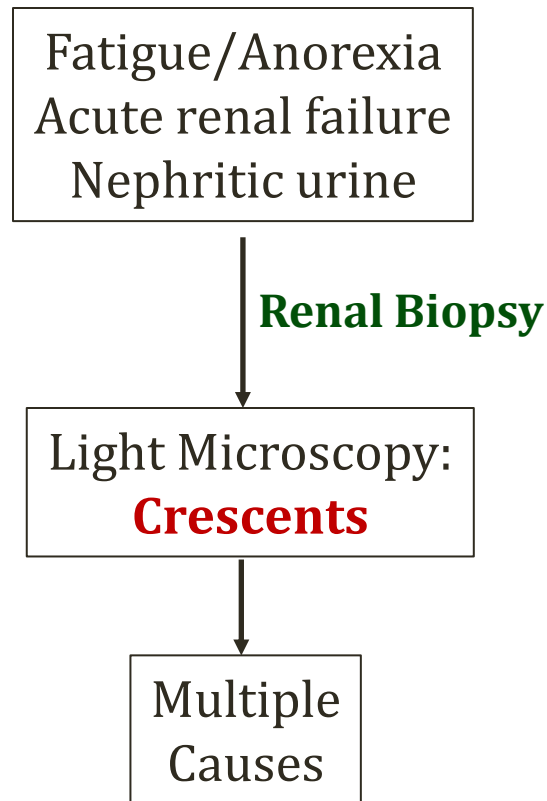 Fatigue/Anorexia
Acute renal failure
Nephritic urine
Renal Biopsy
Light Microscopy:
Crescents
Multiple
Causes